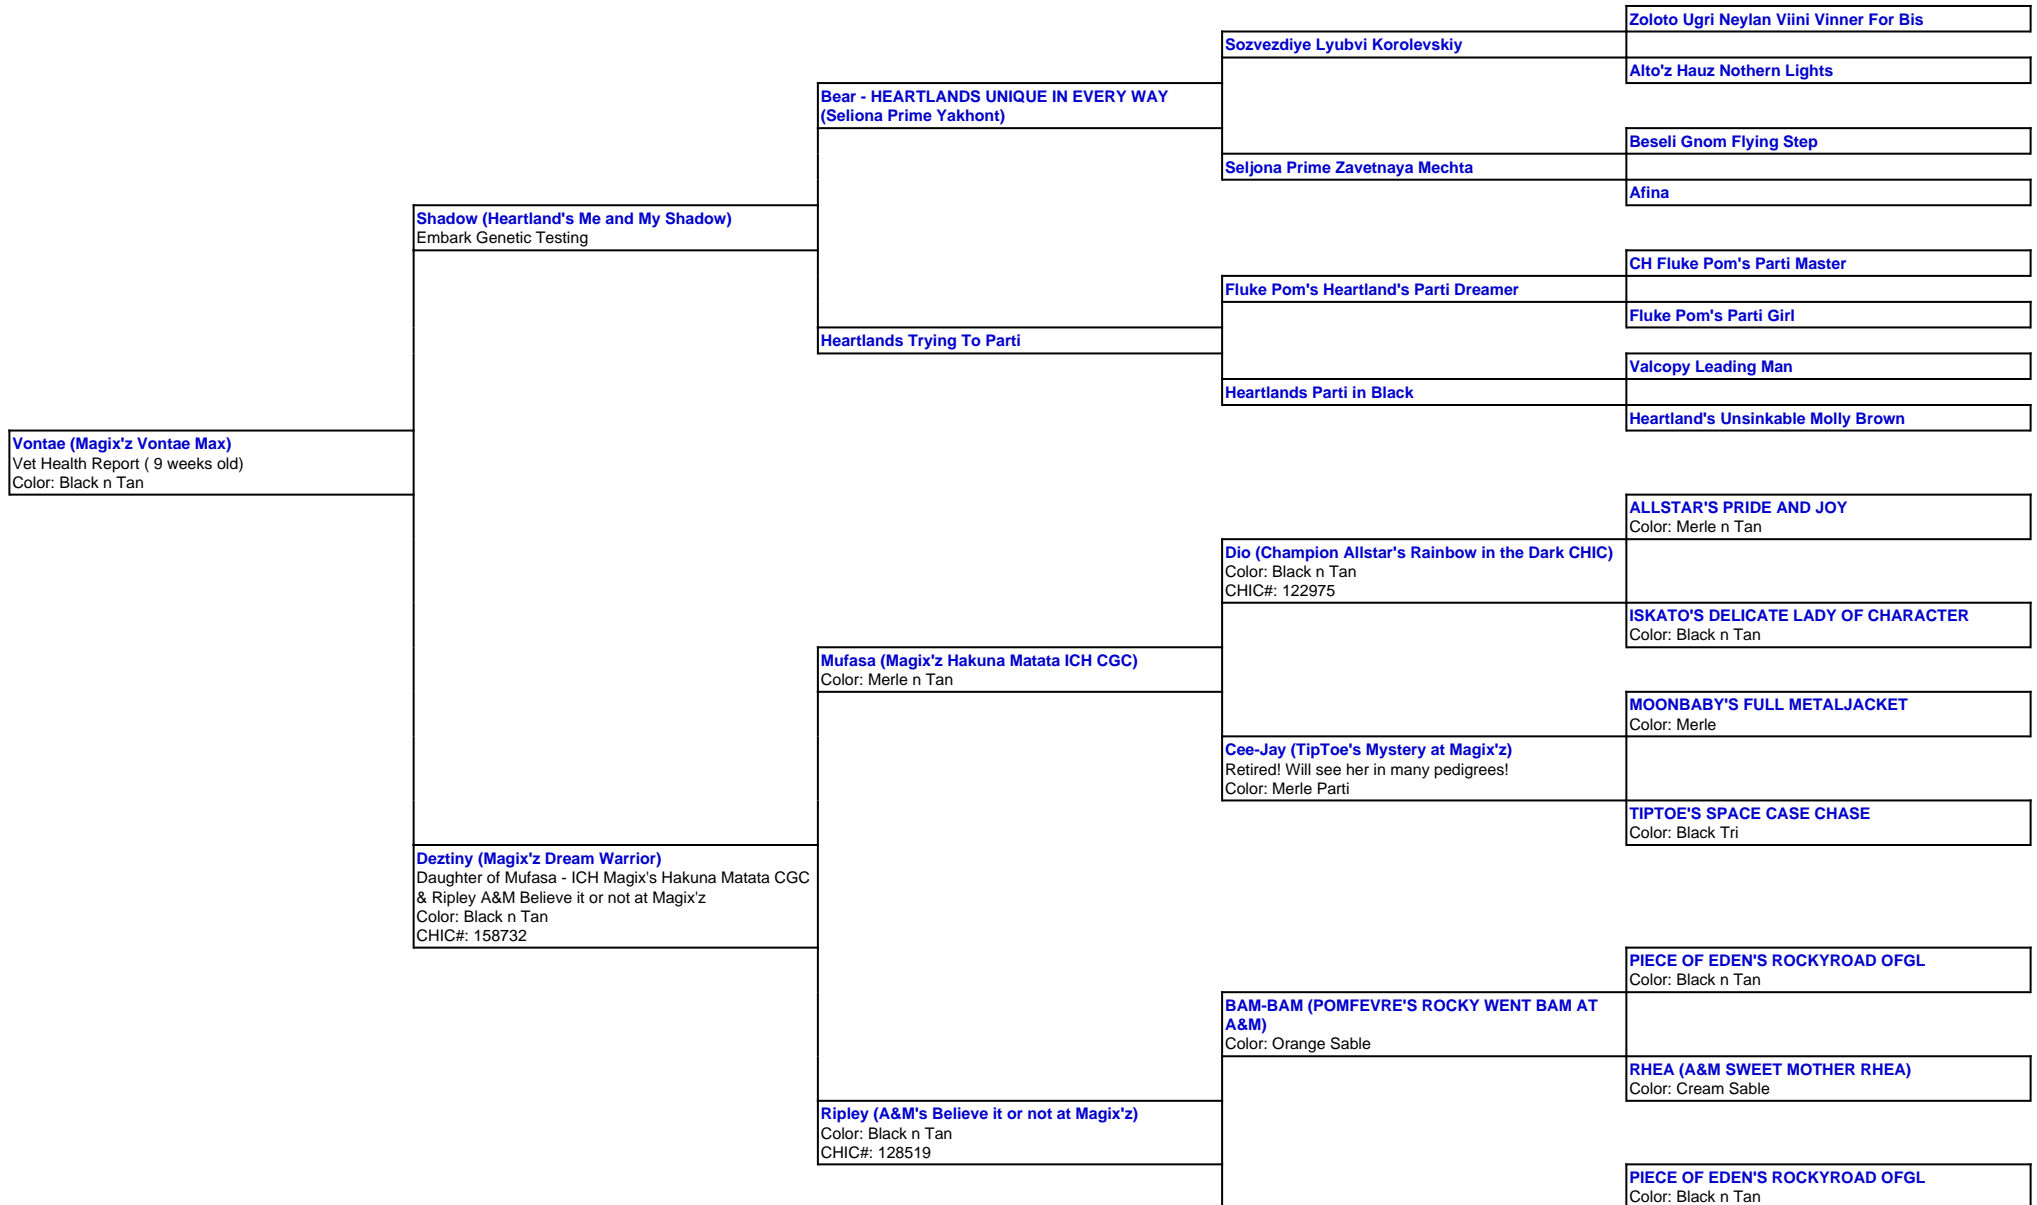 Zoloto Ugri Neylan Viini Vinner For Bis
Sozvezdiye Lyubvi Korolevskiy
Alto'z Hauz Nothern Lights
Bear - HEARTLANDS UNIQUE IN EVERY WAY
(Seliona Prime Yakhont)
Beseli Gnom Flying Step
Seljona Prime Zavetnaya Mechta
Afina
Shadow (Heartland's Me and My Shadow)
Embark Genetic Testing
CH Fluke Pom's Parti Master
Fluke Pom's Heartland's Parti Dreamer
Fluke Pom's Parti Girl
Heartlands Trying To Parti
Valcopy Leading Man
Heartlands Parti in Black
Heartland's Unsinkable Molly Brown
Vontae (Magix'z Vontae Max)
Vet Health Report ( 9 weeks old)
Color: Black n Tan
ALLSTAR'S PRIDE AND JOY
Color: Merle n Tan
Dio (Champion Allstar's Rainbow in the Dark CHIC)
Color: Black n Tan
CHIC#: 122975
ISKATO'S DELICATE LADY OF CHARACTER
Color: Black n Tan
Mufasa (Magix'z Hakuna Matata ICH CGC)
Color: Merle n Tan
MOONBABY'S FULL METALJACKET
Color: Merle
Cee-Jay (TipToe's Mystery at Magix'z)
Retired! Will see her in many pedigrees!
Color: Merle Parti
TIPTOE'S SPACE CASE CHASE
Color: Black Tri
Deztiny (Magix'z Dream Warrior)
Daughter of Mufasa - ICH Magix's Hakuna Matata CGC
& Ripley A&M Believe it or not at Magix'z
Color: Black n Tan
CHIC#: 158732
PIECE OF EDEN'S ROCKYROAD OFGL
Color: Black n Tan
BAM-BAM (POMFEVRE'S ROCKY WENT BAM AT
A&M)
Color: Orange Sable
RHEA (A&M SWEET MOTHER RHEA)
Color: Cream Sable
Ripley (A&M's Believe it or not at Magix'z)
Color: Black n Tan
CHIC#: 128519
PIECE OF EDEN'S ROCKYROAD OFGL
Color: Black n Tan